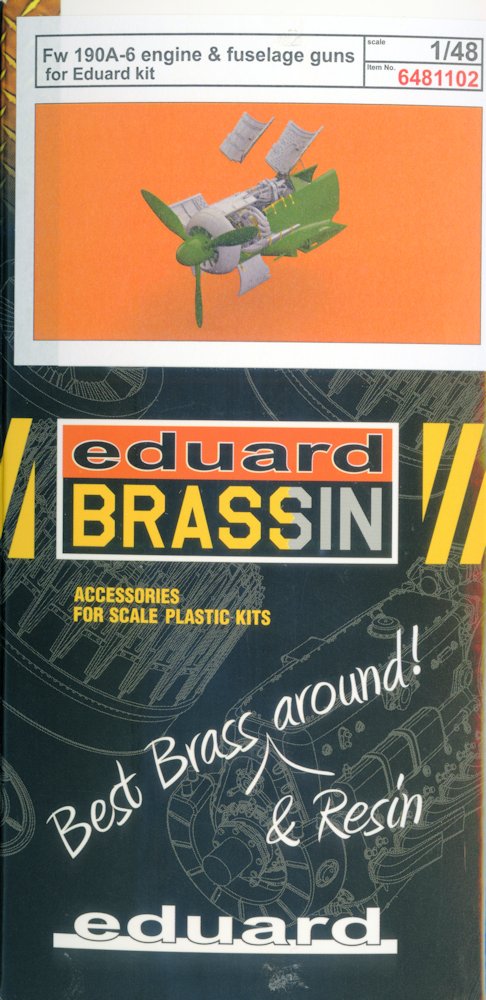 Fw 190A-6 engine & fuselage guns
for Eduard kit
scale
1/48
Item No.
6481102
eduard
BRASSIN
ACCESSORIES
FOR SCALE PLASTIC KITS
Best Brass around!
& Resin
eduard